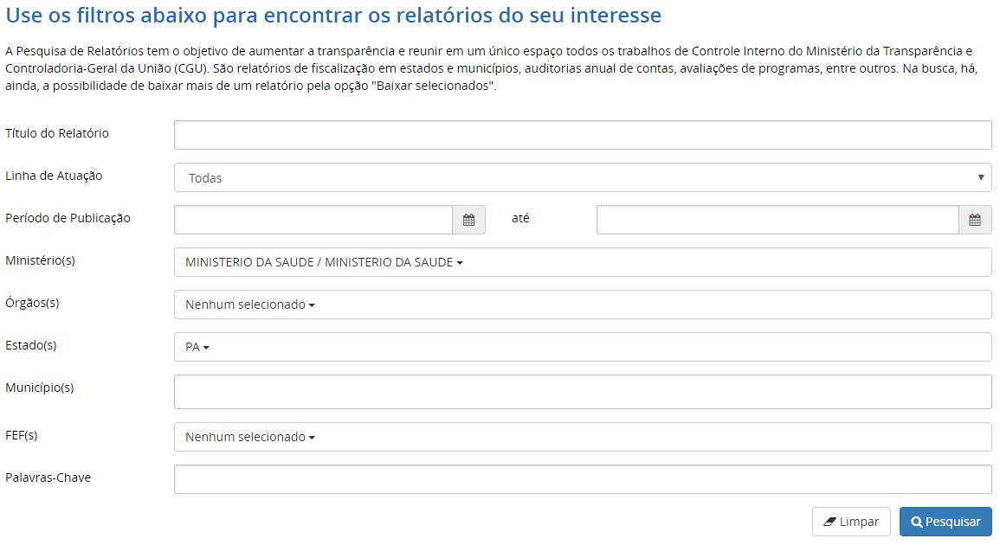 Use os filtros abaixo para encontrar os relatórios do seu interesse
A Pesquisa de Relatórios tem o objetivo de aumentar a transparência e reunir em um único espaço todos os trabalhos de Controle Interno do Ministério da Transparência e
Controladoria-Geral da União (CGU). São relatórios de fiscalização em estados e municípios, auditorias anual de contas, avaliações de programas, entre outros. Na busca, há,
ainda, a possibilidade de baixar mais de um relatório pela opção "Baixar selecionados".
Título do Relatório
Linha de Atuação Todas
Período de Publicação até
Ministério(s) MINISTERIO DA SAUDE / MINISTERIO DA SAUDE
Órgãos(s) Nenhum selecionado
Estado(s) PA
Município(s)
FEF(s) Nenhum selecionado
Palavras-Chave
Limpar Pesquisar